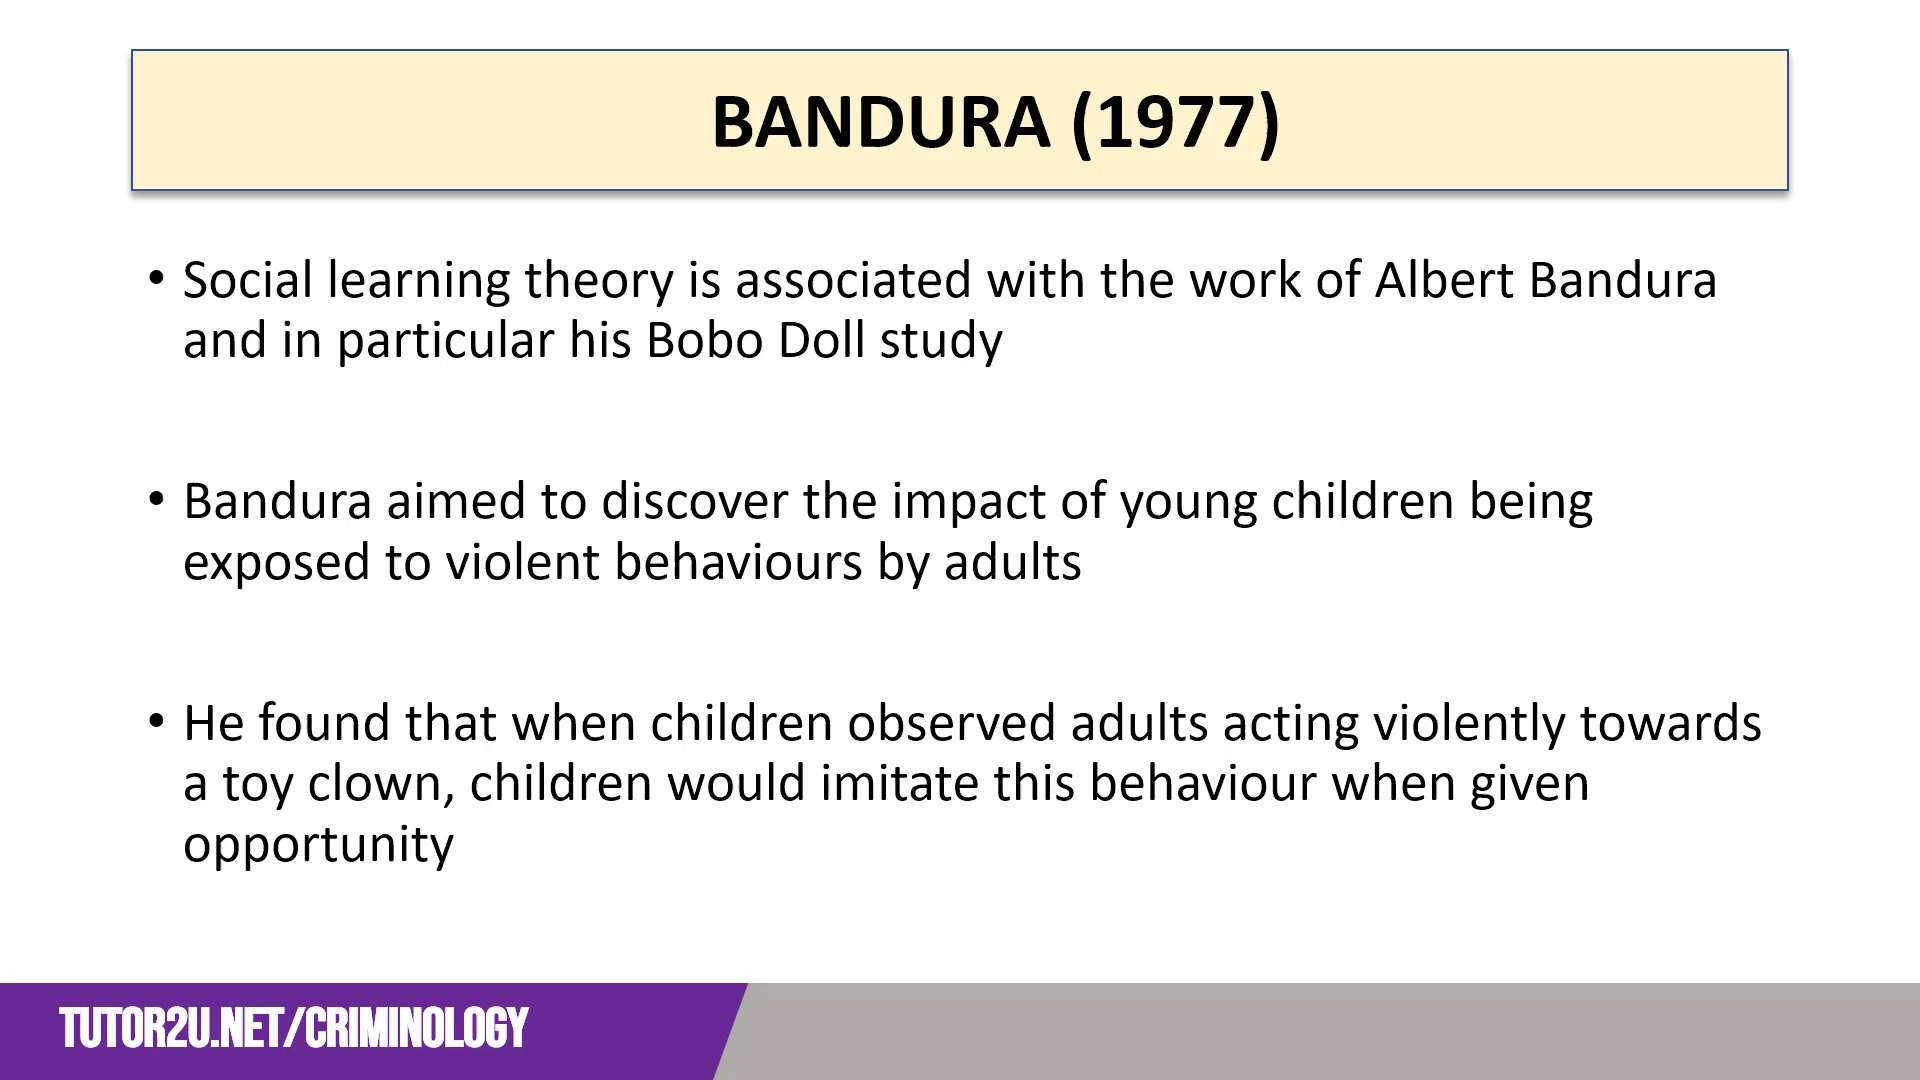 BANDURA (1977)
• Social learning theory is associated with the work of Albert Bandura
and in particular his Bobo Doll study
• Bandura aimed to discover the impact of young children being
exposed to violent behaviours by adults
• He found that when children observed adults acting violently towards
a toy clown, children would imitate this behaviour when given
opportunity
TUTOR2U.NET/CRIMINOLOGY